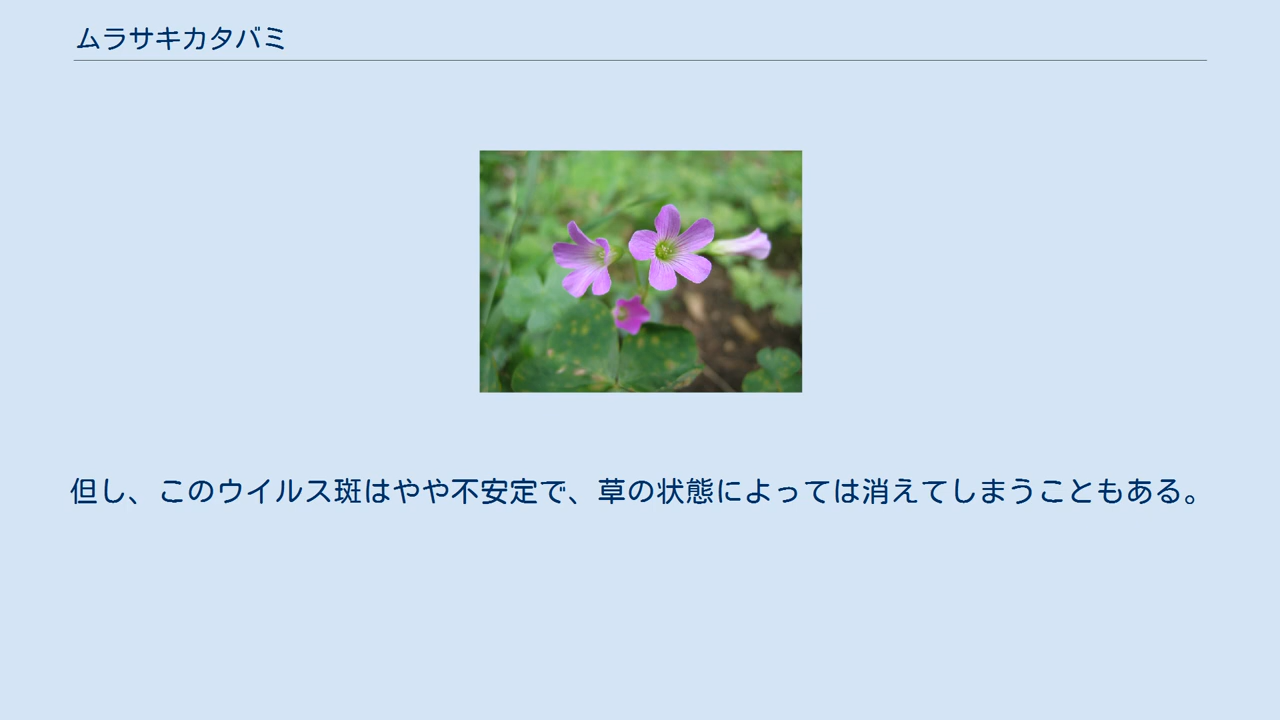 ムラサキカタバミ
但し、このウイルス斑はやや不安定で、草の状態によっては消えてしまうこともある。